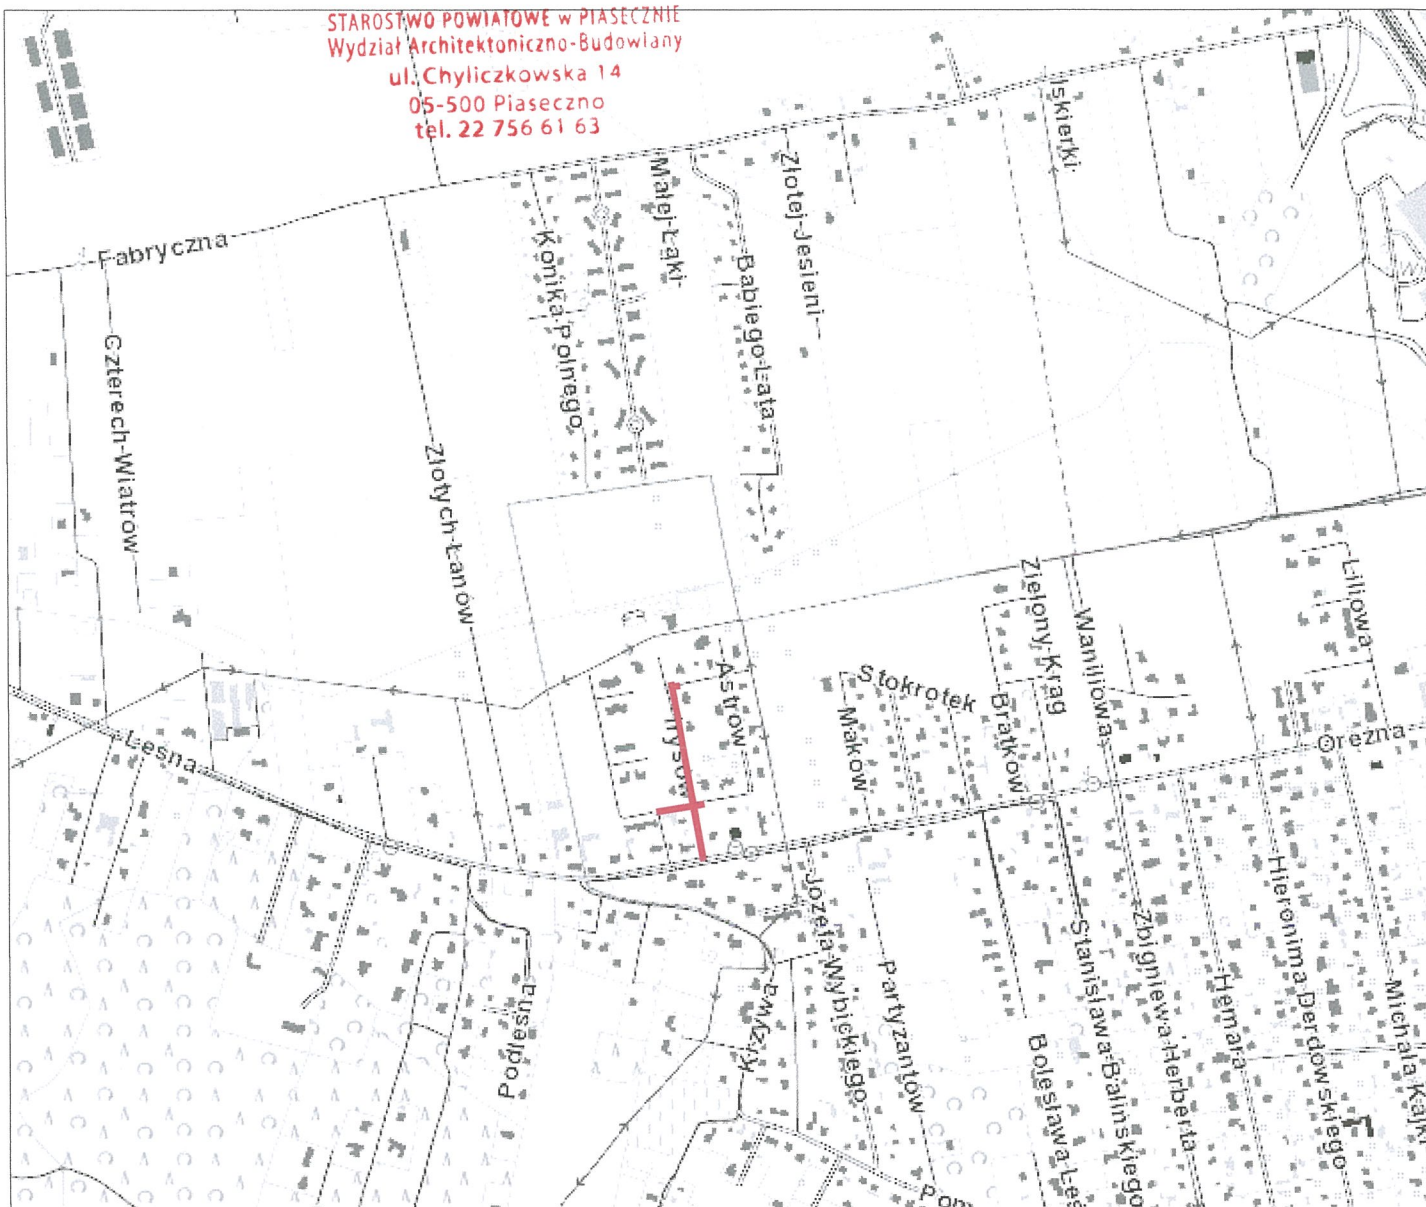 STAROSTWO POWIATOWE w PIASECZNIE
Wydział Architektoniczno-Budowlany
ul. Chyliczkowska 14
05-500 Piaseczno
tel. 22 756 61 63
Iskierki
Małej Łąki
Złotej Jesieni
Fabryczna
Konika Polnego
Babiego Lata
Czterech Wiatrów
Złotych Łanów
Zielony Krąg
Liliowa
Waniliowa
Astrów
Stokrotek
Irysów
Maków
Bratków
Orężna
Leśna
Józefa Wybickiego
Hieronima Derdowskiego
Stanisława Balińskiego
Zbigniewa Herberta
Partyzantów
Hemara
Michała Kajki
Podleśna
Krzywa
Bolesława Leś